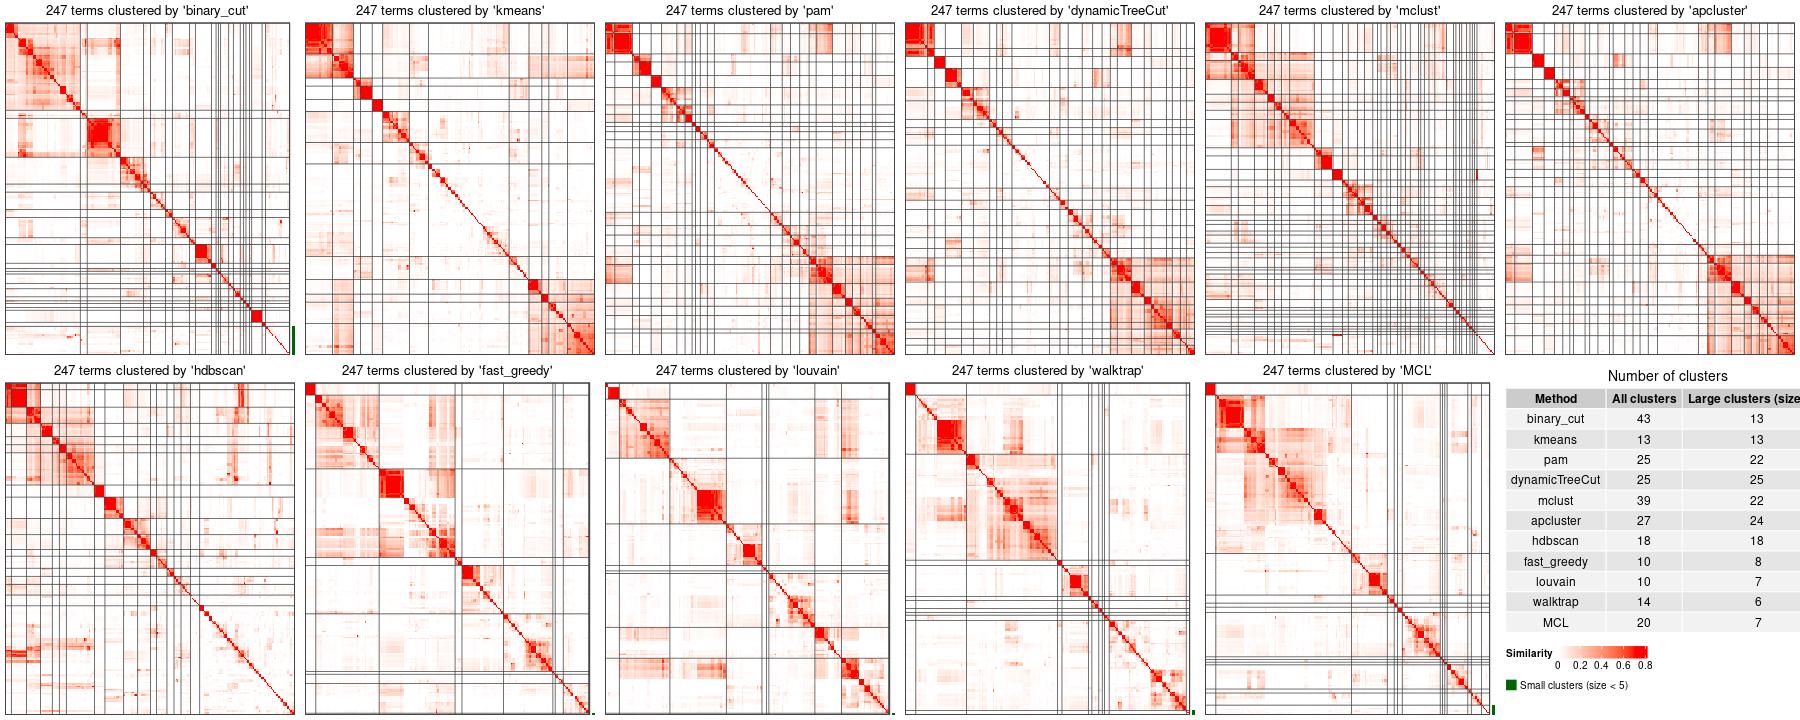 247 terms clustered by 'binary_cut'
247 terms clustered by 'kmeans'
247 terms clustered by 'pam'
247 terms clustered by 'dynamicTreeCut'
247 terms clustered by 'mclust'
247 terms clustered by 'apcluster'
247 terms clustered by 'hdbscan'
247 terms clustered by 'fast_greedy'
247 terms clustered by 'louvain'
247 terms clustered by 'walktrap'
247 terms clustered by 'MCL'
Number of clusters
Method All clusters Large clusters (size
binary_cut 43 13
kmeans 13 13
pam 25 22
dynamicTreeCut 25 25
mclust 39 22
apcluster 27 24
hdbscan 18 18
fast_greedy 10 8
louvain 10 7
walktrap 14 6
MCL 20 7
Similarity
0 0.2 0.4 0.6 0.8
Small clusters (size < 5)